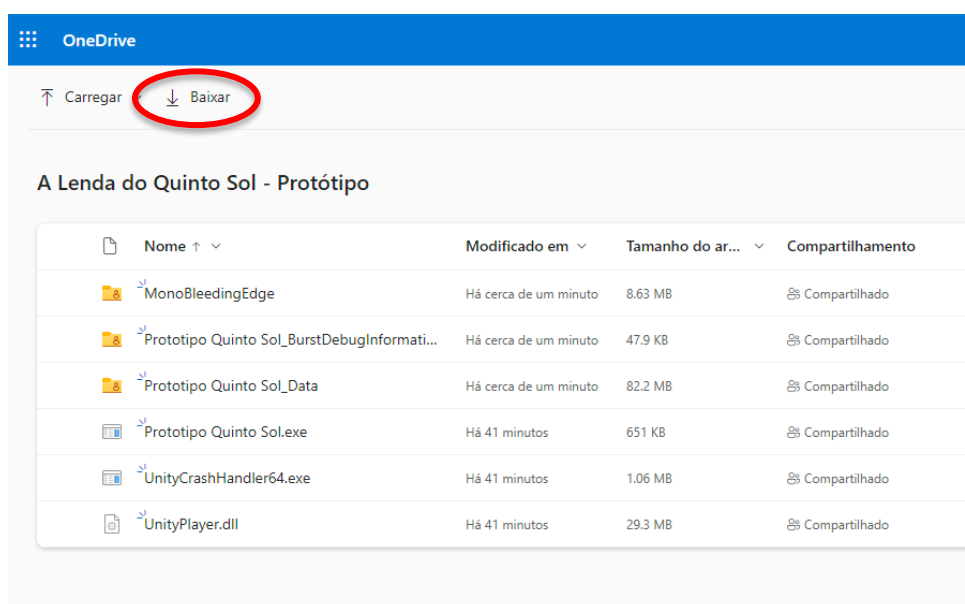 OneDrive
Carregar Baixar
A Lenda do Quinto Sol - Protótipo
Nome Modificado em Tamanho do ar... Compartilhamento
MonoBleedingEdge Há cerca de um minuto 8.63 MB Compartilhado
Prototipo Quinto Sol_BurstDebugInformati... Há cerca de um minuto 47.9 KB Compartilhado
Prototipo Quinto Sol_Data Há cerca de um minuto 82.2 MB Compartilhado
Prototipo Quinto Sol.exe Há 41 minutos 651 KB Compartilhado
UnityCrashHandler64.exe Há 41 minutos 1.06 MB Compartilhado
UnityPlayer.dll Há 41 minutos 29.3 MB Compartilhado